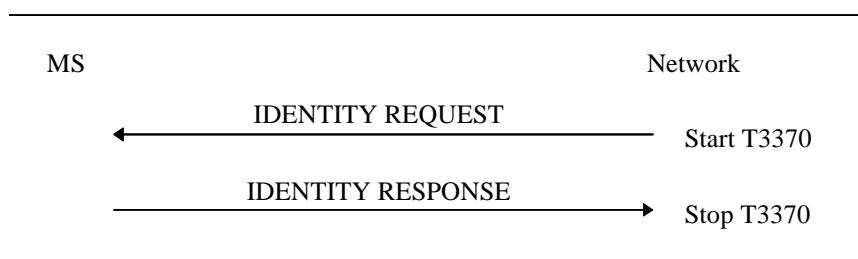 MS Network
IDENTITY REQUEST
Start T3370
IDENTITY RESPONSE
Stop T3370